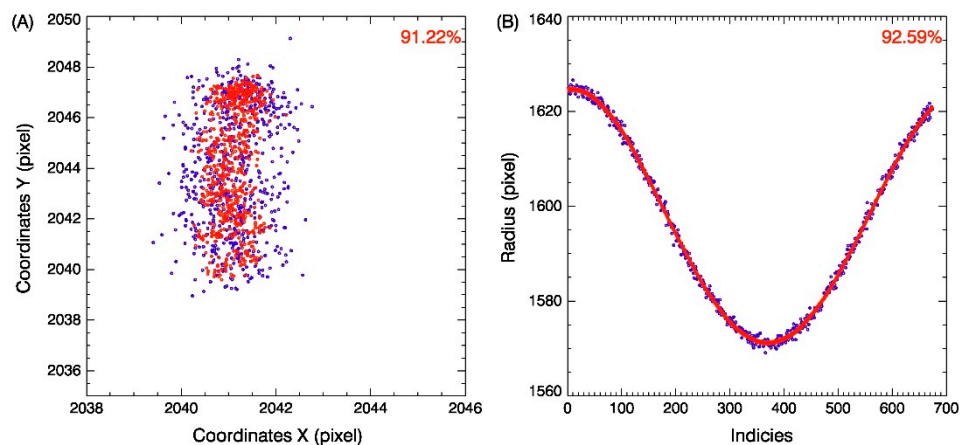 (A)
91.22%
2050
2048
2046
2044
2042
2040
2038
2036
Coordinates Y (pixel)
2038 2040 2042 2044 2046
Coordinates X (pixel)
(B)
92.59%
1640
1620
1600
1580
1560
Radius (pixel)
0 100 200 300 400 500 600 700
Indicies